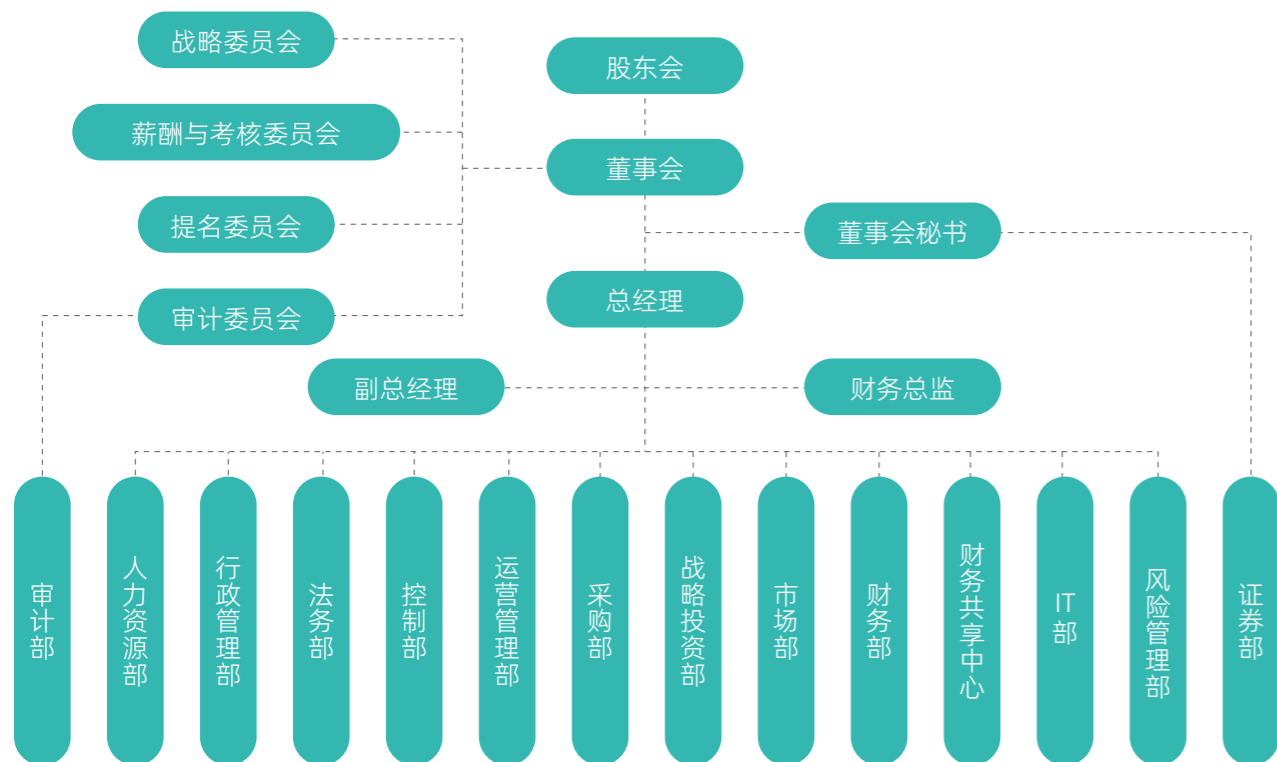 战略委员会
股东会
薪酬与考核委员会
董事会
提名委员会
董事会秘书
总经理
审计委员会
副总经理
财务总监
审计部
人力资源部
行政管理部
法务部
控制部
运营管理部
采购部
战略投资部
市场部
财务部
财务共享中心
IT部
风险管理部
证券部